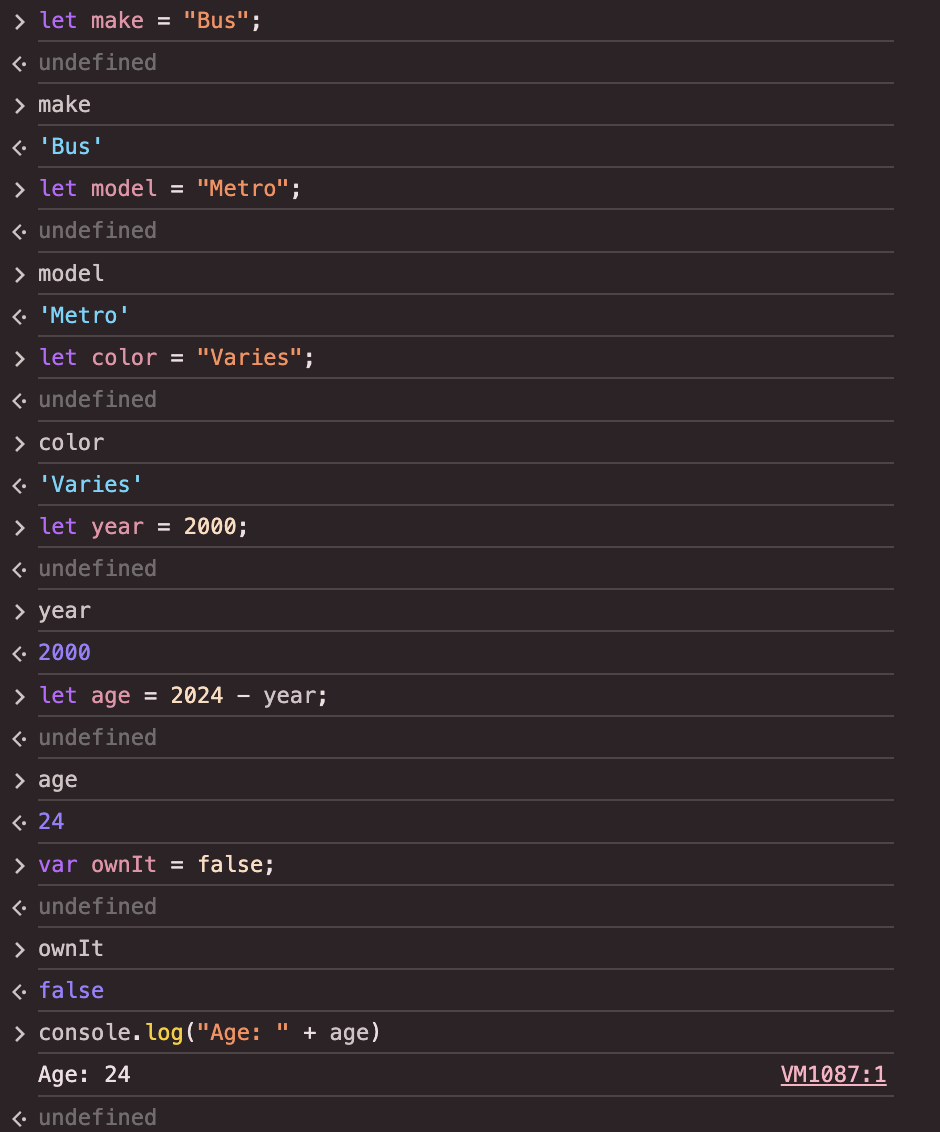 > let make = "Bus";
<· undefined
> make
<· 'Bus'
> let model = "Metro";
<· undefined
> model
<· 'Metro'
> let color = "Varies";
<· undefined
> color
<· 'Varies'
> let year = 2000;
<· undefined
> year
<· 2000
> let age = 2024 - year;
<· undefined
> age
<· 24
> var ownIt = false;
<· undefined
> ownIt
<· false
> console.log("Age: " + age)
Age: 24 VM1087:1
<· undefined